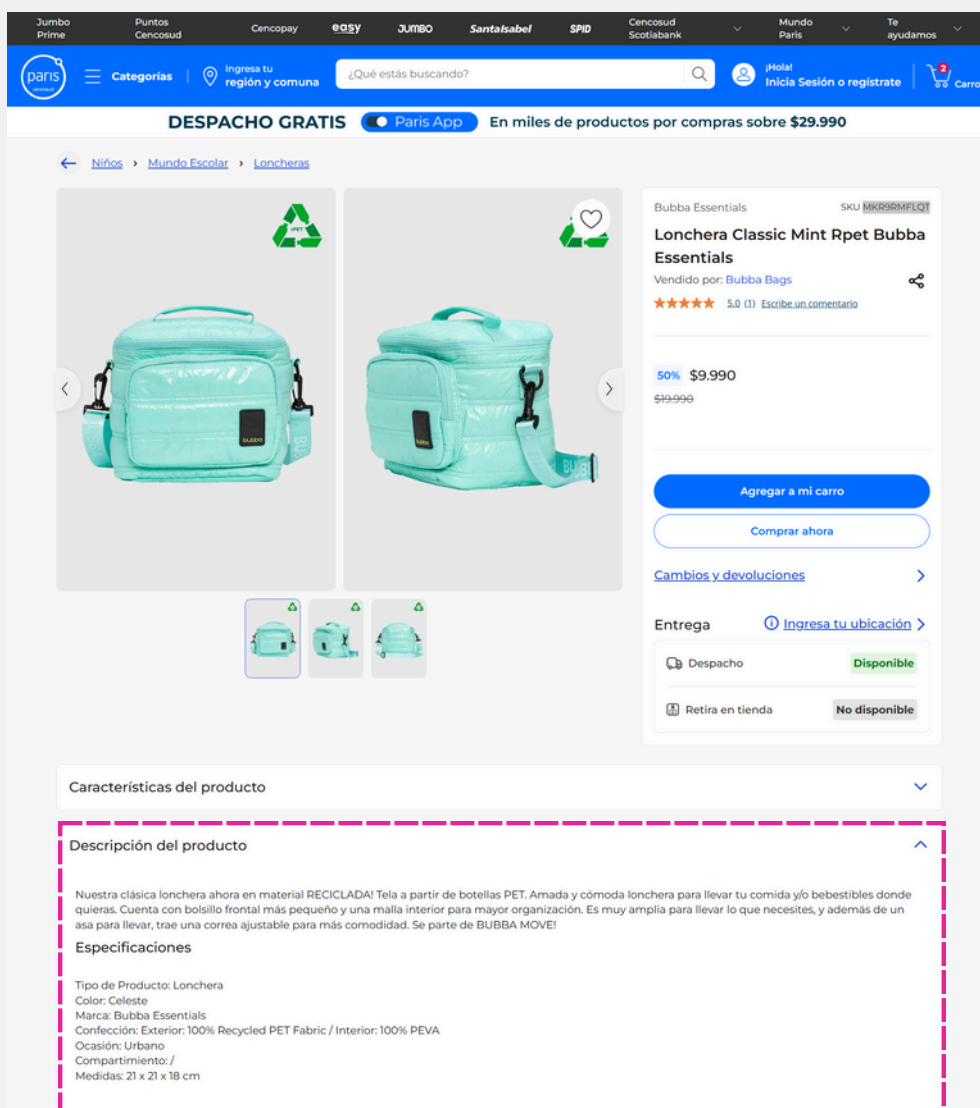 Jumbo Prime
Puntos Cencosud
Cencopay
easy
JUMBO
SantaIsabel
SPID
Cencosud Scotiabank
Mundo Paris
Te ayudamos
paris
cencosud
Categorías
Ingresa tu
región y comuna
¿Qué estás buscando?
¡Hola!
Inicia Sesión o regístrate
2
Carro
DESPACHO GRATIS Paris App En miles de productos por compras sobre $29.990
Niños › Mundo Escolar › Loncheras
rPET
bubba
BUB
bubba
BUBB
Bubba Essentials
SKU MKR9RMFLQT
Lonchera Classic Mint Rpet Bubba
Essentials
Vendido por: Bubba Bags
5.0 (1) Escribe un comentario
50% $9.990
$19.990
Agregar a mi carro
Comprar ahora
Cambios y devoluciones
Entrega
Ingresa tu ubicación
Despacho
Disponible
Retira en tienda
No disponible
Características del producto
Descripción del producto
Nuestra clásica lonchera ahora en material RECICLADA! Tela a partir de botellas PET. Amada y cómoda lonchera para llevar tu comida y/o bebestibles donde
quieras. Cuenta con bolsillo frontal más pequeño y una malla interior para mayor organización. Es muy amplia para llevar lo que necesites, y además de un
asa para llevar, trae una correa ajustable para más comodidad. Se parte de BUBBA MOVE!
Especificaciones
Tipo de Producto: Lonchera
Color: Celeste
Marca: Bubba Essentials
Confección: Exterior: 100% Recycled PET Fabric / Interior: 100% PEVA
Ocasión: Urbano
Compartimiento: /
Medidas: 21 x 21 x 18 cm